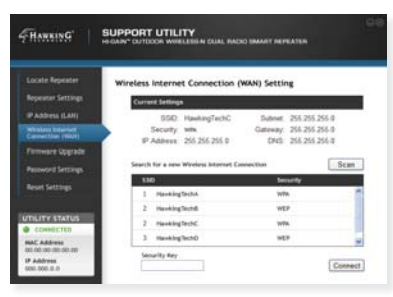 HAWKING
TECHNOLOGY
SUPPORT UTILITY
HI-GAIN™ OUTDOOR WIRELESS-N DUAL RADIO SMART REPEATER
Locate Repeater
Repeater Settings
IP Address (LAN)
Wireless Internet
Connection (WAN)
Firmware Upgrade
Password Settings
Reset Settings
UTILITY STATUS
CONNECTED
MAC Address
00.00.00.00.00.00
IP Address
000.000.0.0
Wireless Internet Connection (WAN) Setting
Current Settings
SSID: HawkingTechC Subnet: 255.255.255.0
Security: WPA Gateway: 255.255.255.0
IP Address: 255.255.255.0 DNS: 255.255.255.0
Search for a new Wireless Internet Connection Scan
SSID Security
1 HawkingTechA WPA
2 HawkingTechB WEP
2 HawkingTechC WPA
3 HawkingTechD WEP
Security Key
Connect